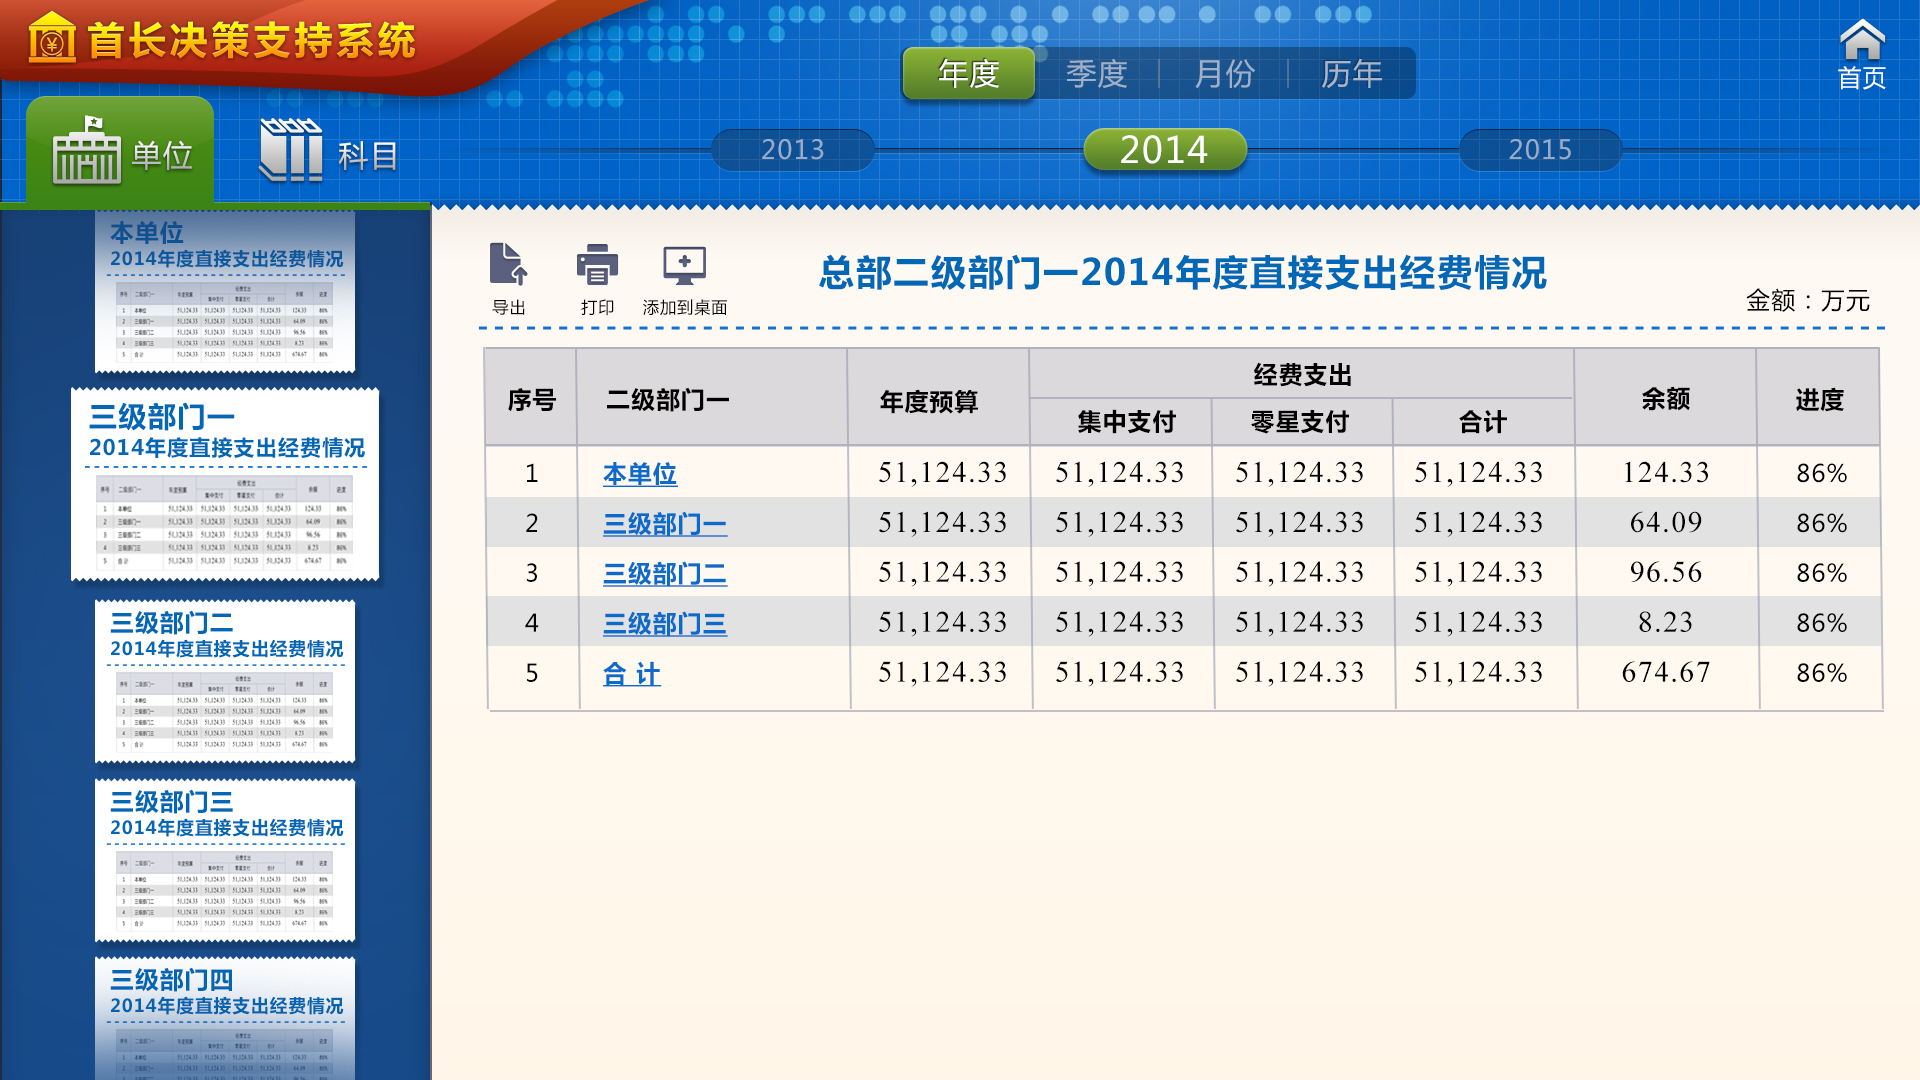 首长决策支持系统
年度 季度 月份 历年
首页
单位 科目
2013 2014 2015
本单位
2014年度直接支出经费情况
三级部门一
2014年度直接支出经费情况
三级部门二
2014年度直接支出经费情况
三级部门三
2014年度直接支出经费情况
三级部门四
2014年度直接支出经费情况
导出 打印 添加到桌面
总部二级部门一2014年度直接支出经费情况
金额：万元
序号 二级部门一 年度预算 经费支出 余额 进度
集中支付 零星支付 合计
1 本单位 51,124.33 51,124.33 51,124.33 51,124.33 124.33 86%
2 三级部门一 51,124.33 51,124.33 51,124.33 51,124.33 64.09 86%
3 三级部门二 51,124.33 51,124.33 51,124.33 51,124.33 96.56 86%
4 三级部门三 51,124.33 51,124.33 51,124.33 51,124.33 8.23 86%
5 合 计 51,124.33 51,124.33 51,124.33 51,124.33 674.67 86%